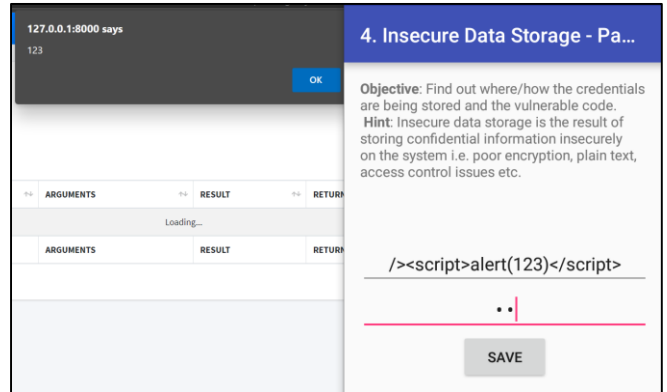 127.0.0.1:8000 says
123
OK
ARGUMENTS RESULT RETURN
Loading...
ARGUMENTS RESULT RETURN
4. Insecure Data Storage - Pa...
Objective: Find out where/how the credentials
are being stored and the vulnerable code.
Hint: Insecure data storage is the result of
storing confidential information insecurely
on the system i.e. poor encryption, plain text,
access control issues etc.
/><script>alert(123)</script>
••
SAVE